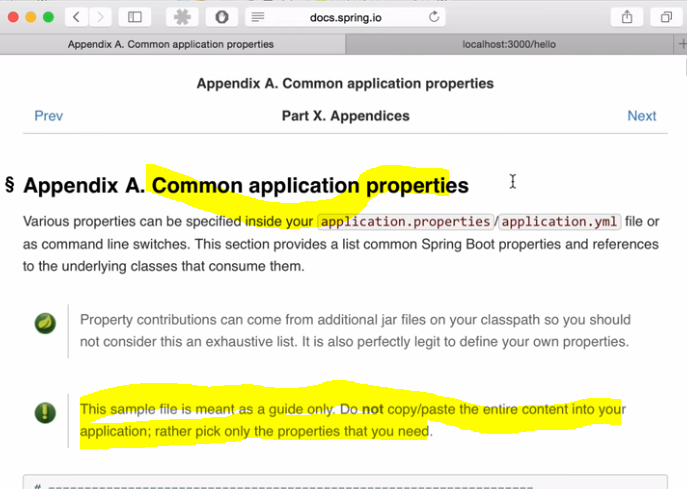 docs.spring.io
Appendix A. Common application properties
localhost:3000/hello
Appendix A. Common application properties
Prev
Part X. Appendices
Next
§ Appendix A. Common application properties
Various properties can be specified inside your application.properties/application.yml file or
as command line switches. This section provides a list common Spring Boot properties and references
to the underlying classes that consume them.
Property contributions can come from additional jar files on your classpath so you should
not consider this an exhaustive list. It is also perfectly legit to define your own properties.
This sample file is meant as a guide only. Do not copy/paste the entire content into your
application; rather pick only the properties that you need.